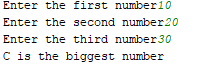 Enter the first number10
Enter the second number20
Enter the third number30
C is the biggest number